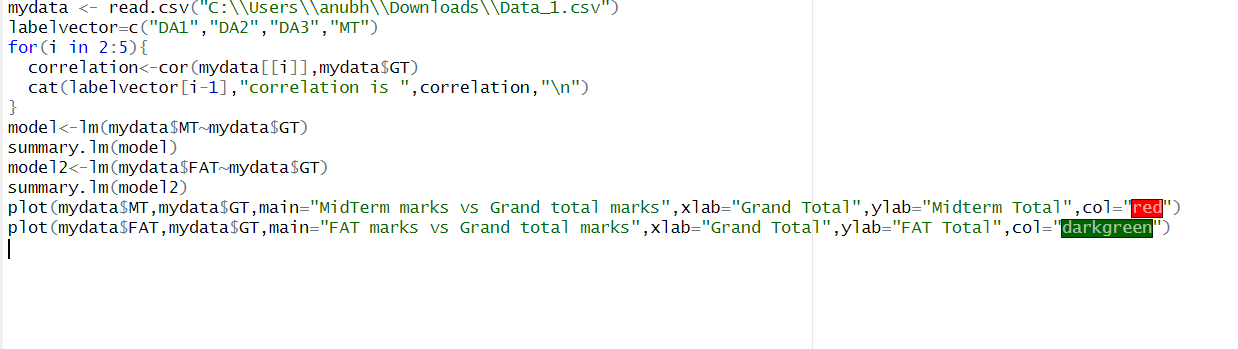 mydata <- read.csv("C:\\Users\\anubh\\Downloads\\Data_1.csv")
labelvector=c("DA1","DA2","DA3","MT")
for(i in 2:5){
  correlation<-cor(mydata[[i]],mydata$GT)
  cat(labelvector[i-1],"correlation is ",correlation,"\n")
}
model<-lm(mydata$MT~mydata$GT)
summary.lm(model)
model2<-lm(mydata$FAT~mydata$GT)
summary.lm(model2)
plot(mydata$MT,mydata$GT,main="MidTerm marks vs Grand total marks",xlab="Grand Total",ylab="Midterm Total",col="red")
plot(mydata$FAT,mydata$GT,main="FAT marks vs Grand total marks",xlab="Grand Total",ylab="FAT Total",col="darkgreen")